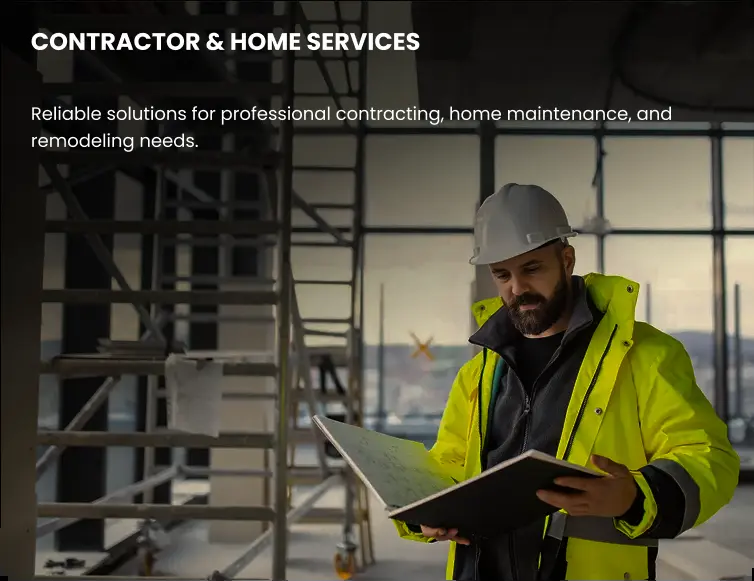 CONTRACTOR & HOME SERVICES
Reliable solutions for professional contracting, home maintenance, and
remodeling needs.